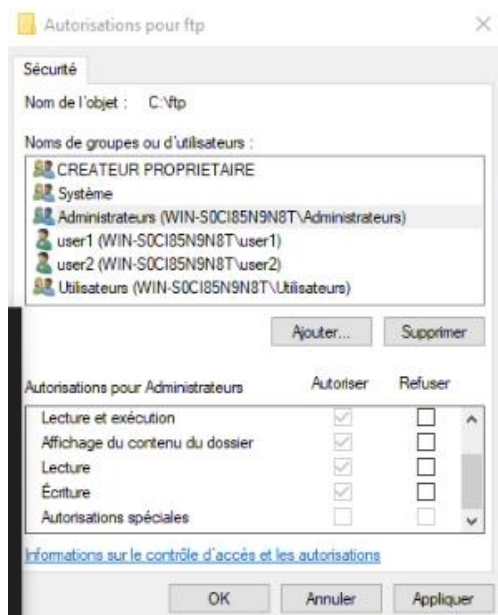 Autorisations pour ftp
Sécurité
Nom de l'objet : C:\ftp
Noms de groupes ou d'utilisateurs :
CREATEUR PROPRIETAIRE
Système
Administrateurs (WIN-S0CI85N9N8T\Administrateurs)
user1 (WIN-S0CI85N9N8T\user1)
user2 (WIN-S0CI85N9N8T\user2)
Utilisateurs (WIN-S0CI85N9N8T\Utilisateurs)
Ajouter... Supprimer
Autorisations pour Administrateurs Autoriser Refuser
Lecture et exécution
Affichage du contenu du dossier
Lecture
Écriture
Autorisations spéciales
Informations sur le contrôle d'accès et les autorisations
OK Annuler Appliquer